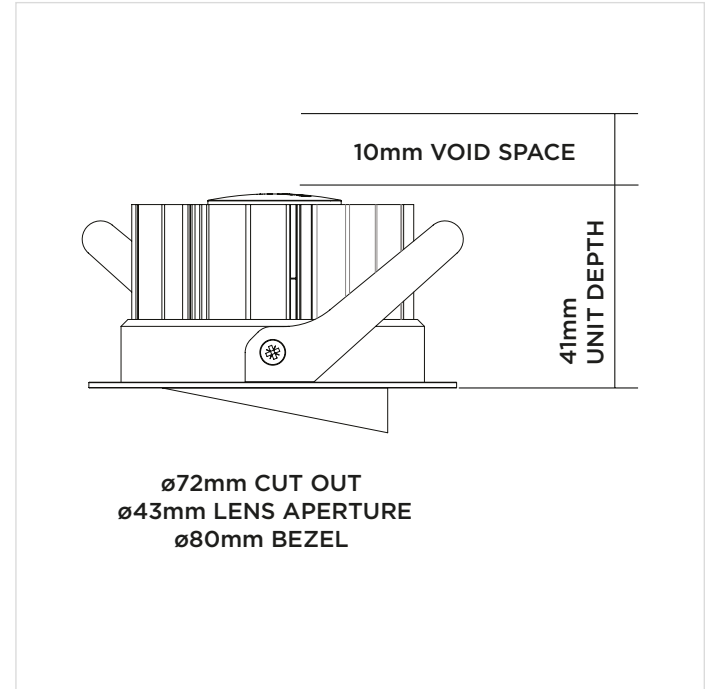 10mm VOID SPACE
41mm
UNIT DEPTH
ø72mm CUT OUT
ø43mm LENS APERTURE
ø80mm BEZEL